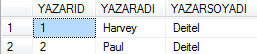 YAZARID YAZARADI YAZARSOYADI
1 1 Harvey Deitel
2 2 Paul Deitel